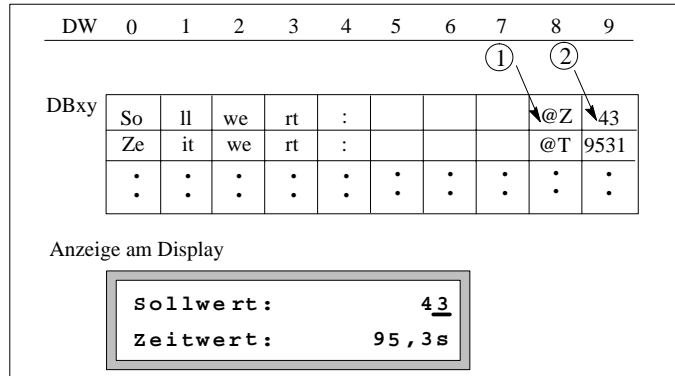 DW 0 1 2 3 4 5 6 7 8 9
1 2
DBxy So ll we rt : @Z 43
Ze it we rt : @T 9531
: : : : : : : : : :
Anzeige am Display
Sollwert: 43
Zeitwert: 95,3s